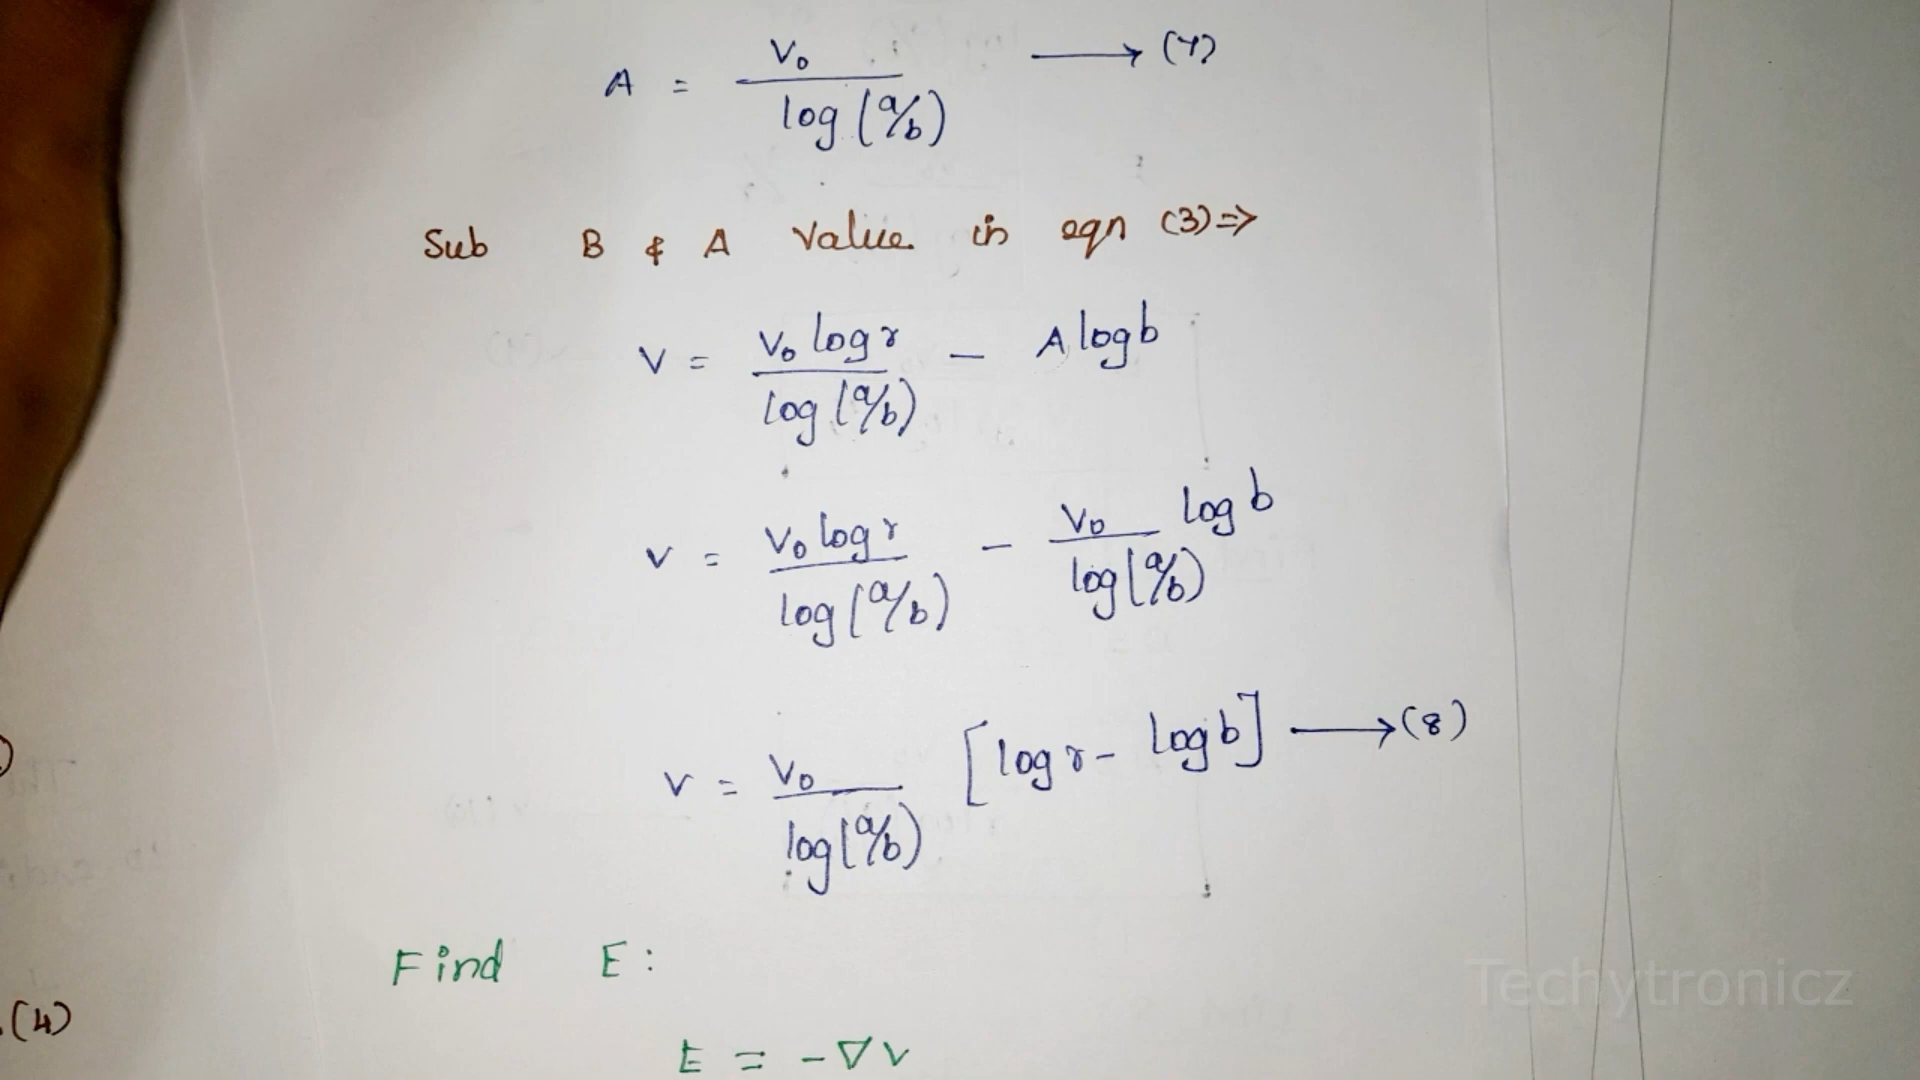 A = V₀ / log (a/b) ⟶ (7)
Sub B & A value in eqn (3) ⇒
V = V₀ log r / log (a/b) − A log b
V = V₀ log r / log (a/b) − V₀ / log (a/b) log b
V = V₀ / log (a/b) [log r − log b] ⟶ (8)
Find E:
(4)
E = − ∇ V
Techytronicz